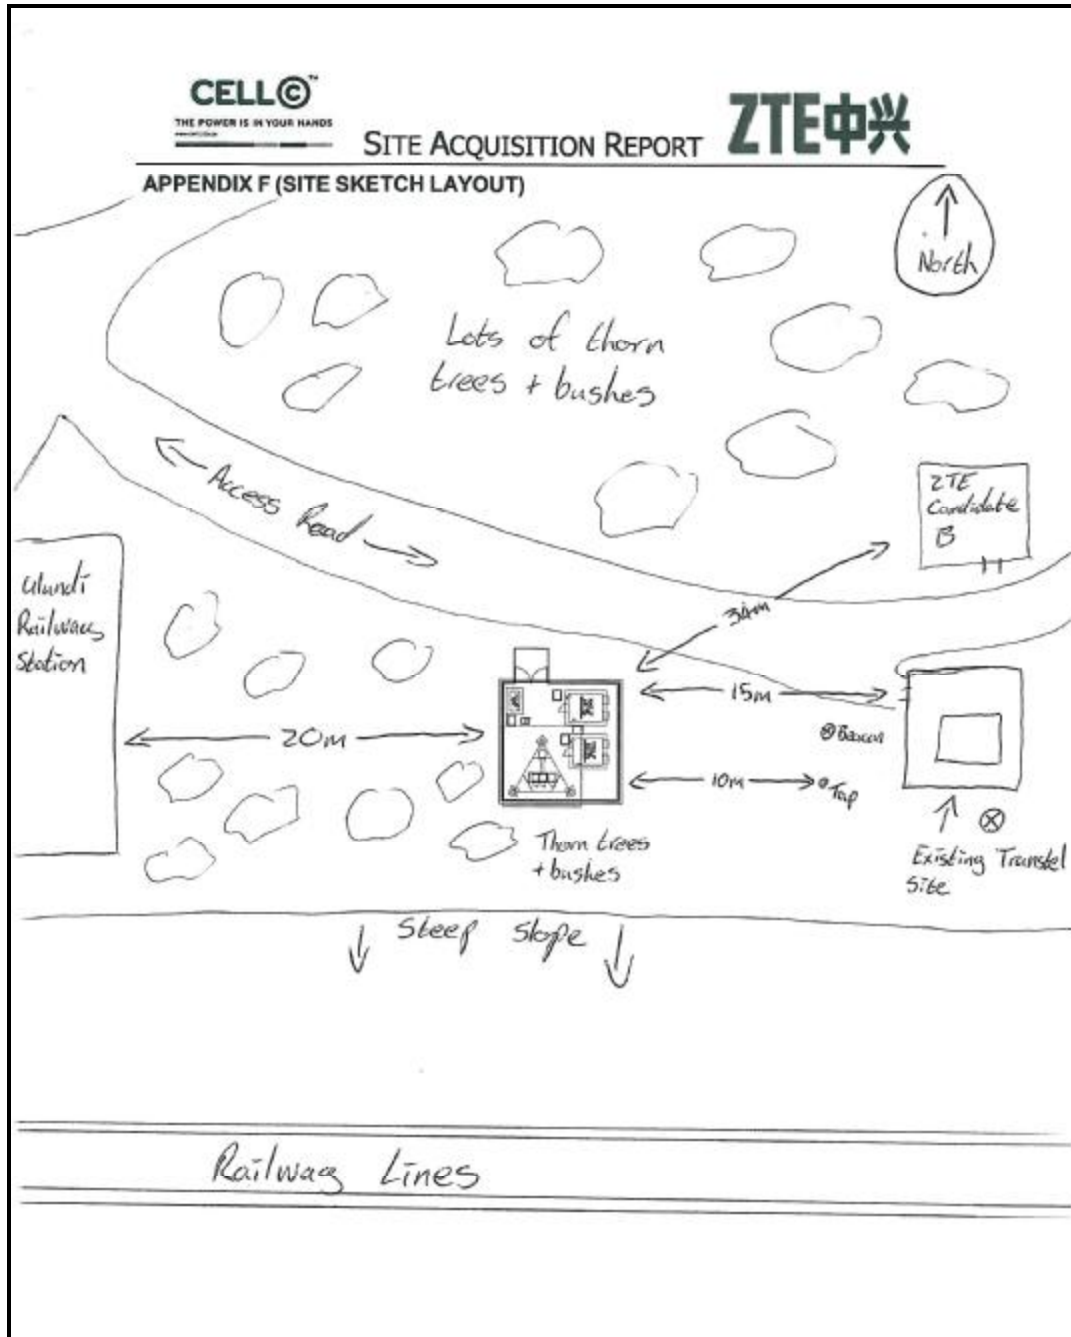 CELL©™
THE POWER IS IN YOUR HANDS
SITE ACQUISITION REPORT
ZTE中兴
APPENDIX F (SITE SKETCH LAYOUT)
North
Lots of thorn
trees + bushes
← Access Road →
ZTE
Candidate
B
Ulundi
Railway
Station
34m
15m
20m
⊗ Beacon
10m
Tap
Thorn trees
+ bushes
Existing Transtel
Site
Steep Slope
Railway Lines